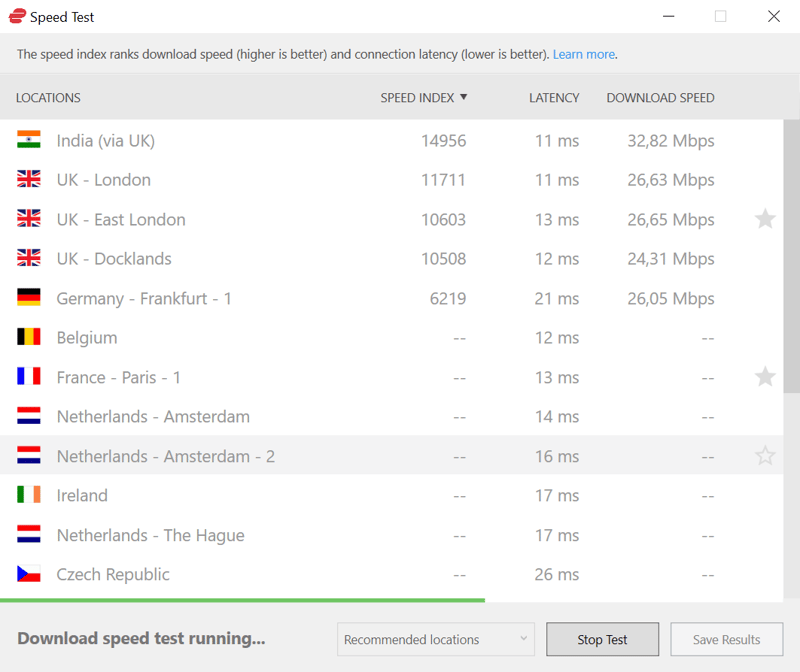 Speed Test
The speed index ranks download speed (higher is better) and connection latency (lower is better). Learn more.
LOCATIONS SPEED INDEX LATENCY DOWNLOAD SPEED
India (via UK) 14956 11 ms 32,82 Mbps
UK - London 11711 11 ms 26,63 Mbps
UK - East London 10603 13 ms 26,65 Mbps
UK - Docklands 10508 12 ms 24,31 Mbps
Germany - Frankfurt - 1 6219 21 ms 26,05 Mbps
Belgium -- 12 ms --
France - Paris - 1 -- 13 ms --
Netherlands - Amsterdam -- 14 ms --
Netherlands - Amsterdam - 2 -- 16 ms --
Ireland -- 17 ms --
Netherlands - The Hague -- 17 ms --
Czech Republic -- 26 ms --
Download speed test running... Recommended locations Stop Test Save Results